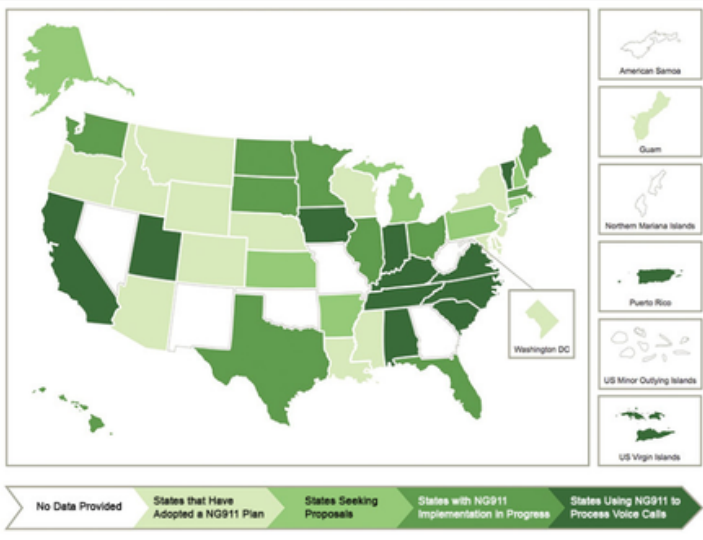 American Samoa
Guam
Northern Mariana Islands
Puerto Rico
Washington DC
US Minor Outlying Islands
US Virgin Islands
No Data Provided
States that Have
Adopted a NG911 Plan
States Seeking
Proposals
States with NG911
Implementation in Progress
States Using NG911 to
Process Voice Calls